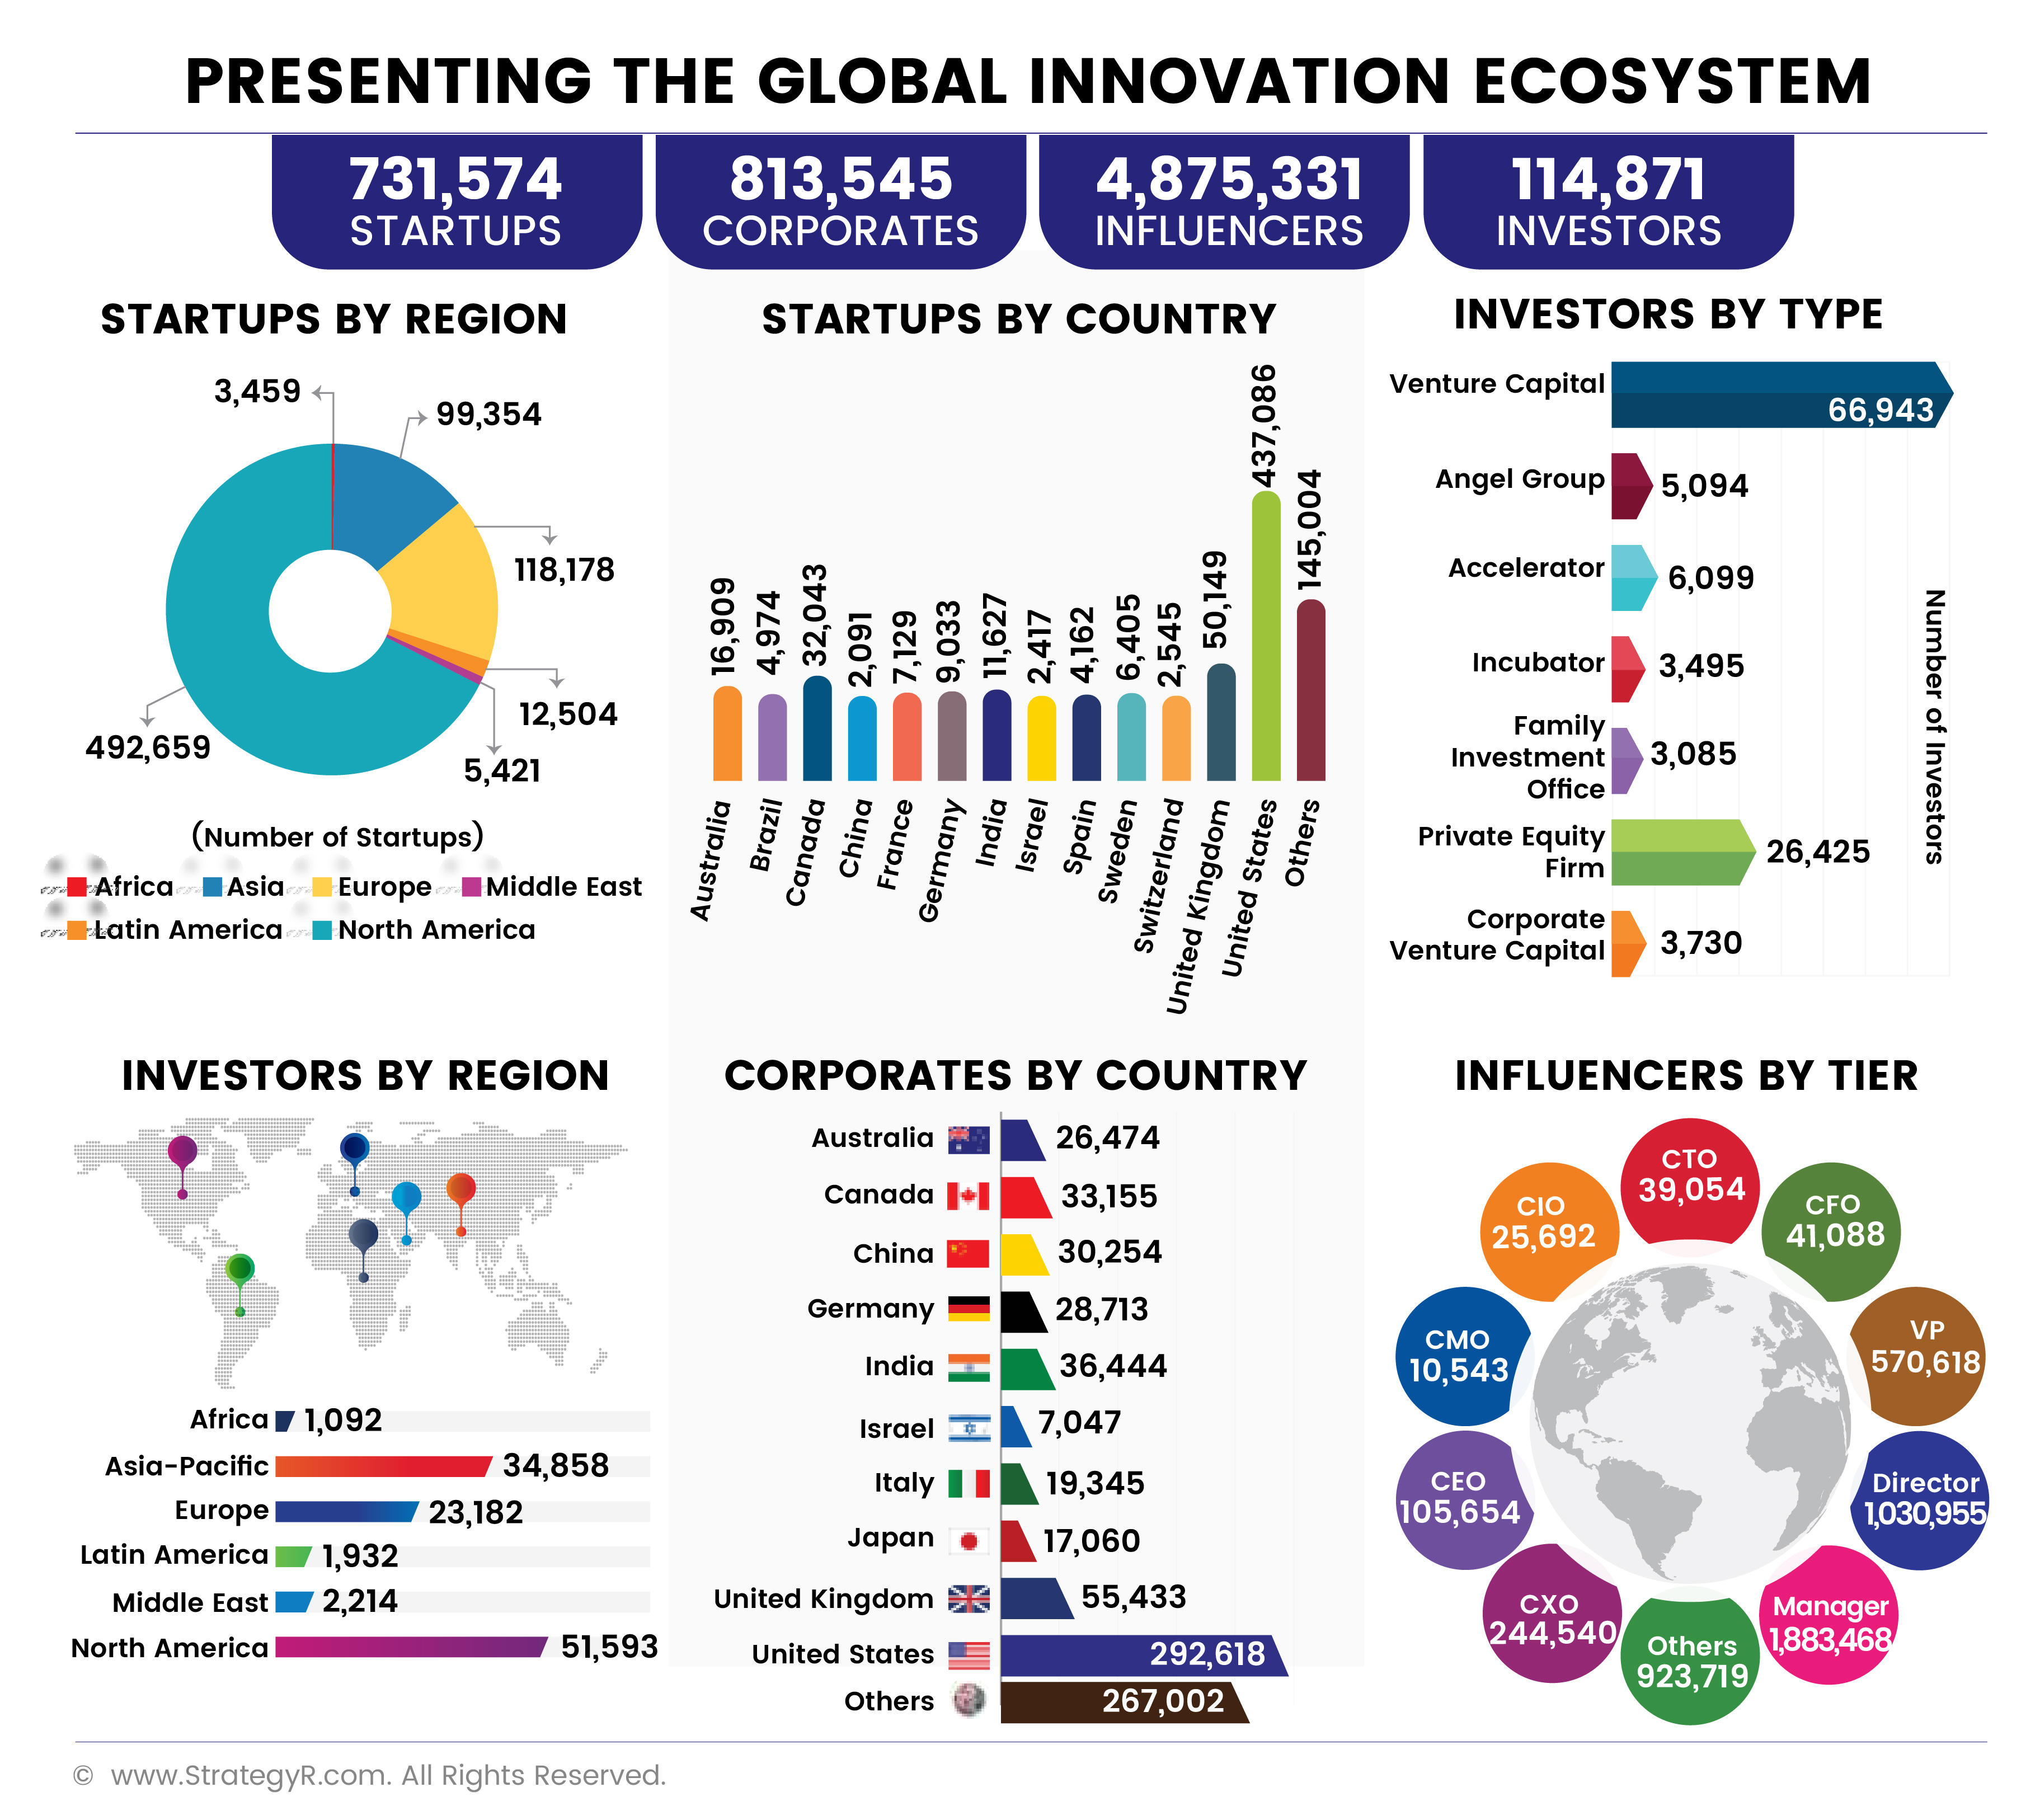 PRESENTING THE GLOBAL INNOVATION ECOSYSTEM
731,574
STARTUPS
813,545
CORPORATES
4,875,331
INFLUENCERS
114,871
INVESTORS
STARTUPS BY REGION
3,459
99,354
118,178
12,504
5,421
492,659
(Number of Startups)
Africa
Asia
Europe
Middle East
Latin America
North America
STARTUPS BY COUNTRY
16,909
4,974
32,043
2,091
7,129
9,033
11,627
2,417
4,162
6,405
2,545
50,149
437,086
145,004
Australia
Brazil
Canada
China
France
Germany
India
Israel
Spain
Sweden
Switzerland
United Kingdom
United States
Others
INVESTORS BY TYPE
Venture Capital
66,943
Angel Group
5,094
Accelerator
6,099
Incubator
3,495
Family
Investment
Office
3,085
Private Equity
Firm
26,425
Corporate
Venture Capital
3,730
Number of Investors
INVESTORS BY REGION
Africa 1,092
Asia-Pacific 34,858
Europe 23,182
Latin America 1,932
Middle East 2,214
North America 51,593
CORPORATES BY COUNTRY
Australia 26,474
Canada 33,155
China 30,254
Germany 28,713
India 36,444
Israel 7,047
Italy 19,345
Japan 17,060
United Kingdom 55,433
United States 292,618
Others 267,002
INFLUENCERS BY TIER
CTO
39,054
CFO
41,088
VP
570,618
Director
1,030,955
Manager
1,883,468
Others
923,719
CXO
244,540
CEO
105,654
CMO
10,543
CIO
25,692
© www.StrategyR.com. All Rights Reserved.